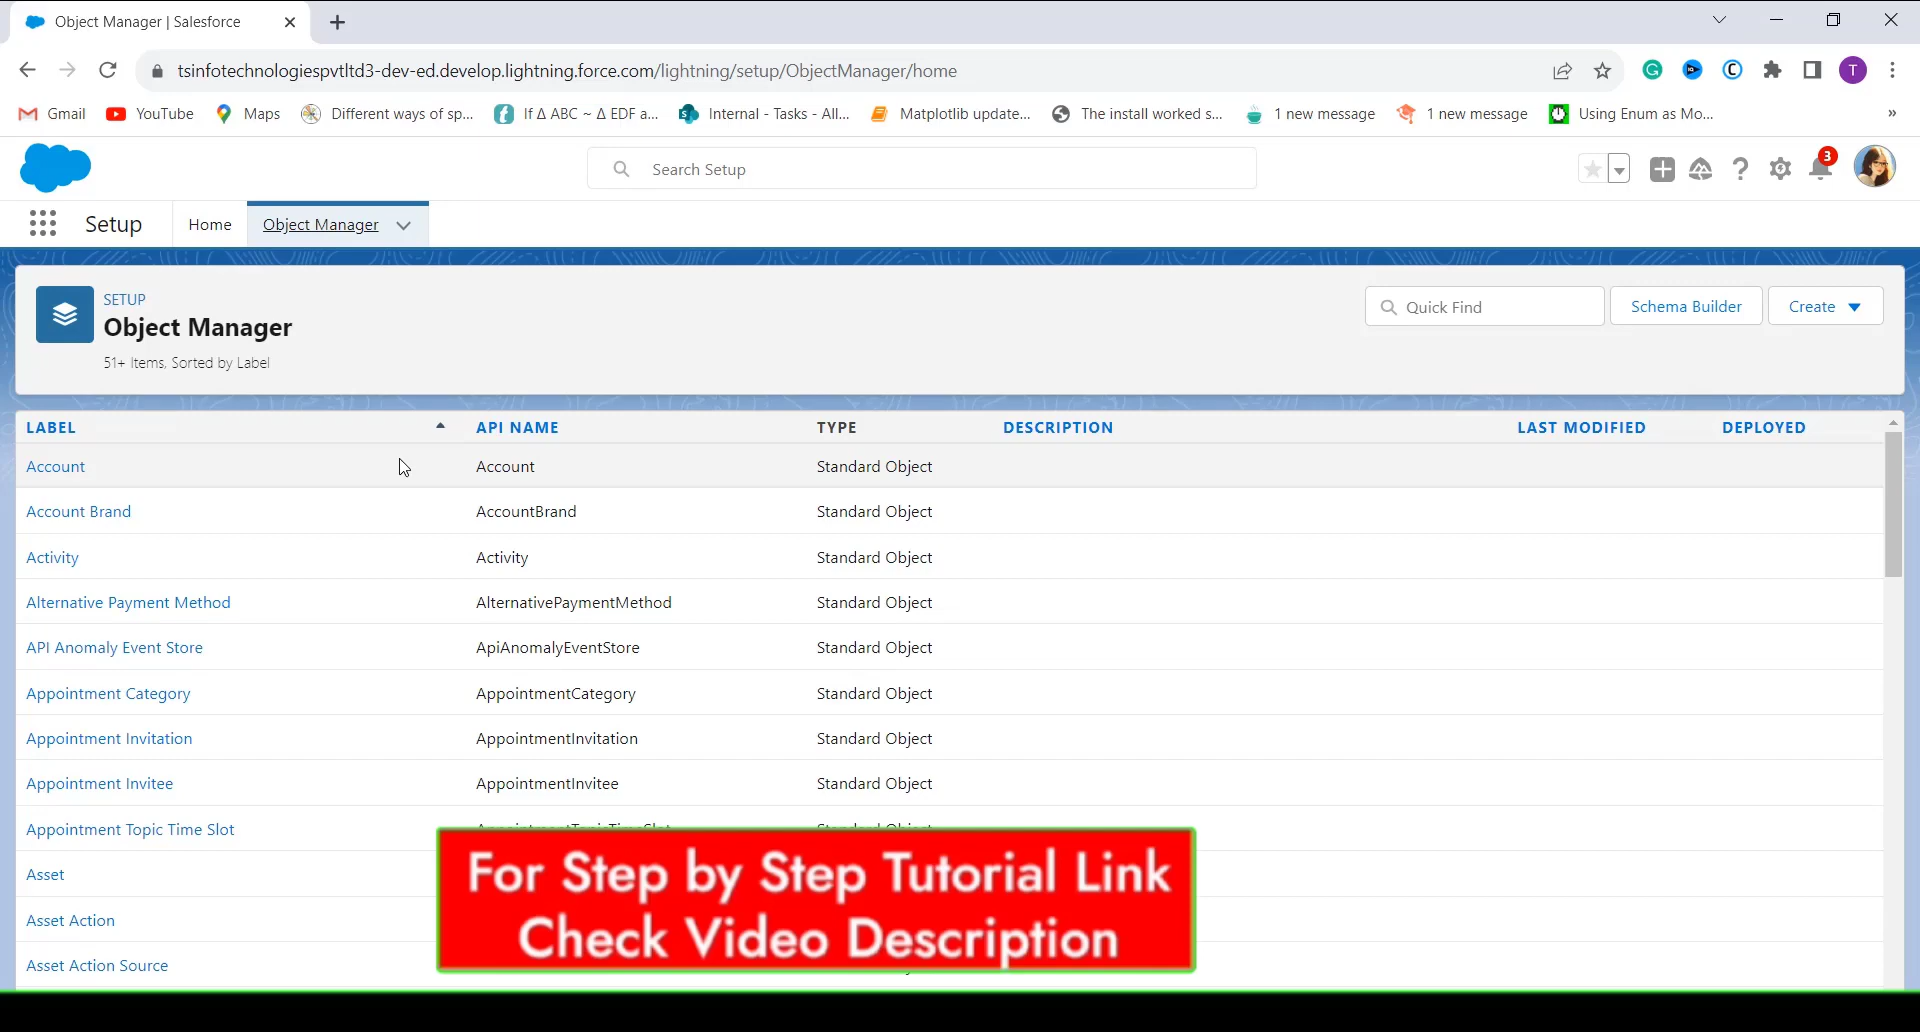 Object Manager | Salesforce
tsinfotechnologiespvtltd3-dev-ed.develop.lightning.force.com/lightning/setup/ObjectManager/home
T
Gmail YouTube Maps Different ways of sp... If Δ ABC ~ Δ EDF a... Internal - Tasks - All... Matplotlib update... The install worked s... 1 new message 1 new message Using Enum as Mo... »
Search Setup
3
Setup Home Object Manager
SETUP
Object Manager
51+ Items, Sorted by Label
Quick Find Schema Builder Create
LABEL API NAME TYPE DESCRIPTION LAST MODIFIED DEPLOYED
Account Account Standard Object
Account Brand AccountBrand Standard Object
Activity Activity Standard Object
Alternative Payment Method AlternativePaymentMethod Standard Object
API Anomaly Event Store ApiAnomalyEventStore Standard Object
Appointment Category AppointmentCategory Standard Object
Appointment Invitation AppointmentInvitation Standard Object
Appointment Invitee AppointmentInvitee Standard Object
Appointment Topic Time Slot AppointmentTopicTimeSlot Standard Object
Asset
Asset Action
Asset Action Source
For Step by Step Tutorial Link
Check Video Description